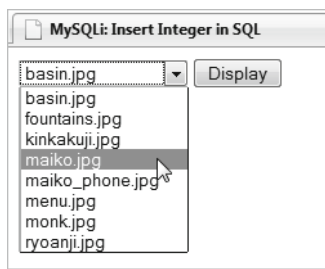 MySQLi: Insert Integer in SQL
basin.jpg Display
basin.jpg
fountains.jpg
kinkakuji.jpg
maiko.jpg
maiko_phone.jpg
menu.jpg
monk.jpg
ryoanji.jpg